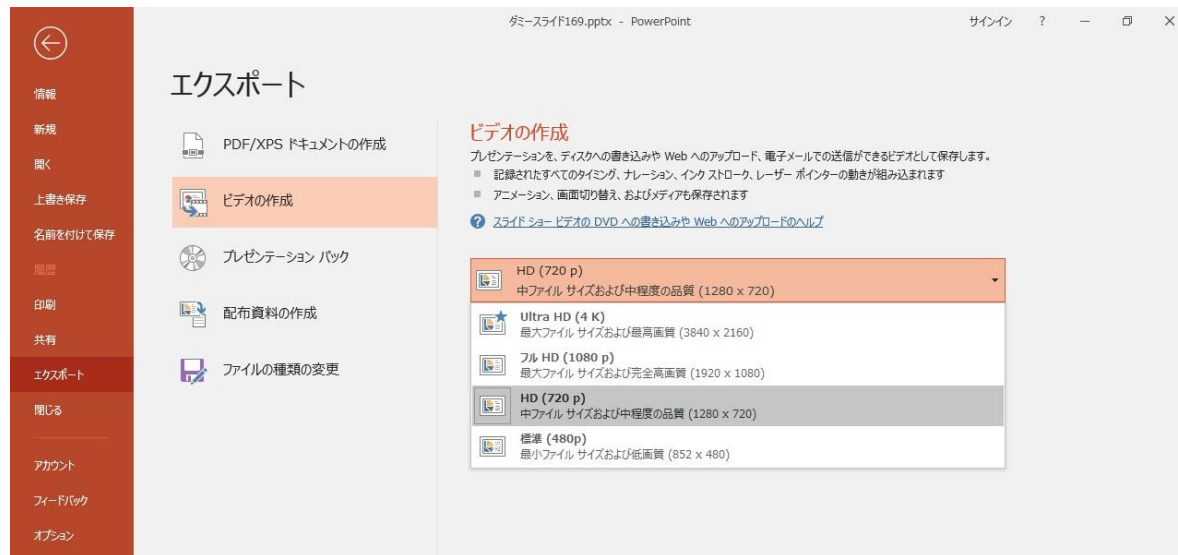 ダミースライド169.pptx - PowerPoint
サインイン
?
情報
新規
開く
上書き保存
名前を付けて保存
履歴
印刷
共有
エクスポート
閉じる
アカウント
フィードバック
オプション
エクスポート
PDF/XPS ドキュメントの作成
ビデオの作成
プレゼンテーション パック
配布資料の作成
ファイルの種類の変更
ビデオの作成
プレゼンテーションを、ディスクへの書き込みや Web へのアップロード、電子メールでの送信ができるビデオとして保存します。
記録されたすべてのタイミング、ナレーション、インク ストローク、レーザー ポインターの動きが組み込まれます
アニメーション、画面切り替え、およびメディアも保存されます
スライド ショー ビデオの DVD への書き込みや Web へのアップロードのヘルプ
HD (720 p)
中ファイル サイズおよび中程度の品質 (1280 x 720)
Ultra HD (4 K)
最大ファイル サイズおよび最高画質 (3840 x 2160)
フル HD (1080 p)
最大ファイル サイズおよび完全高画質 (1920 x 1080)
HD (720 p)
中ファイル サイズおよび中程度の品質 (1280 x 720)
標準 (480p)
最小ファイル サイズおよび低画質 (852 x 480)